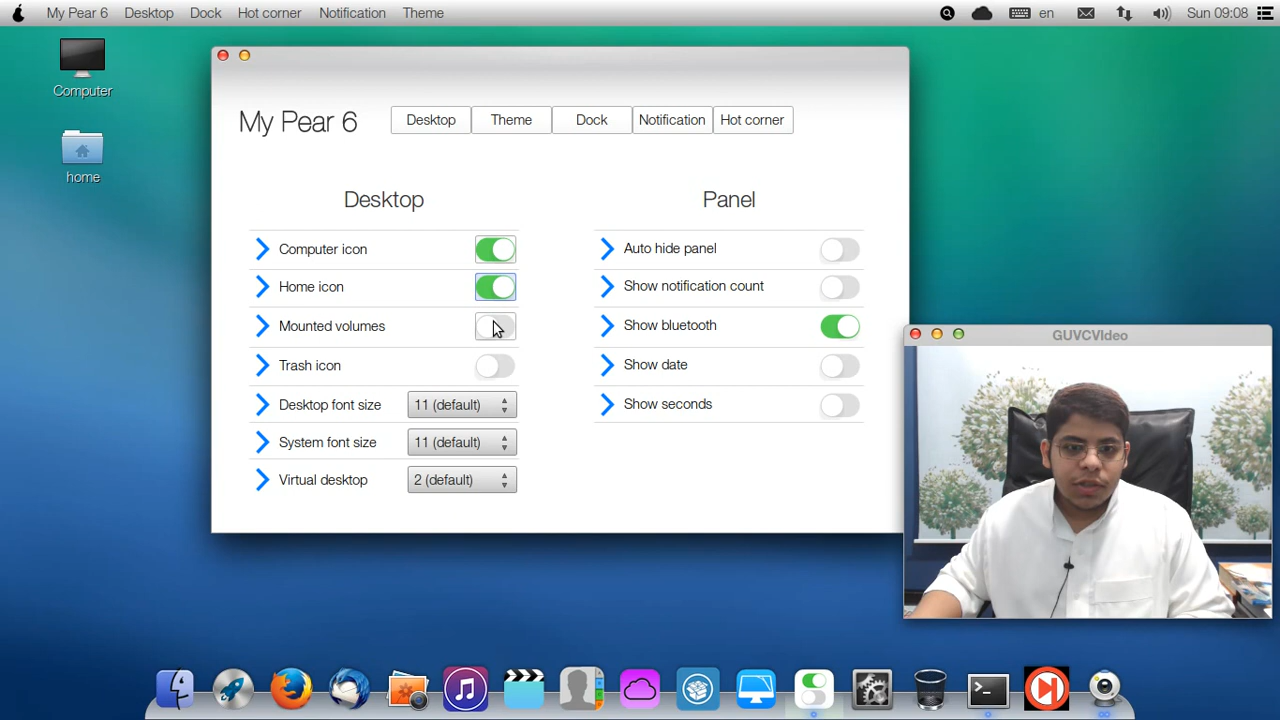 My Pear 6 Desktop Dock Hot corner Notification Theme en Sun 09:08
Computer
home
My Pear 6 Desktop Theme Dock Notification Hot corner
Desktop
Computer icon
Home icon
Mounted volumes
Trash icon
Desktop font size 11 (default)
System font size 11 (default)
Virtual desktop 2 (default)
Panel
Auto hide panel
Show notification count
Show bluetooth
Show date
Show seconds
GUVCVIdeo